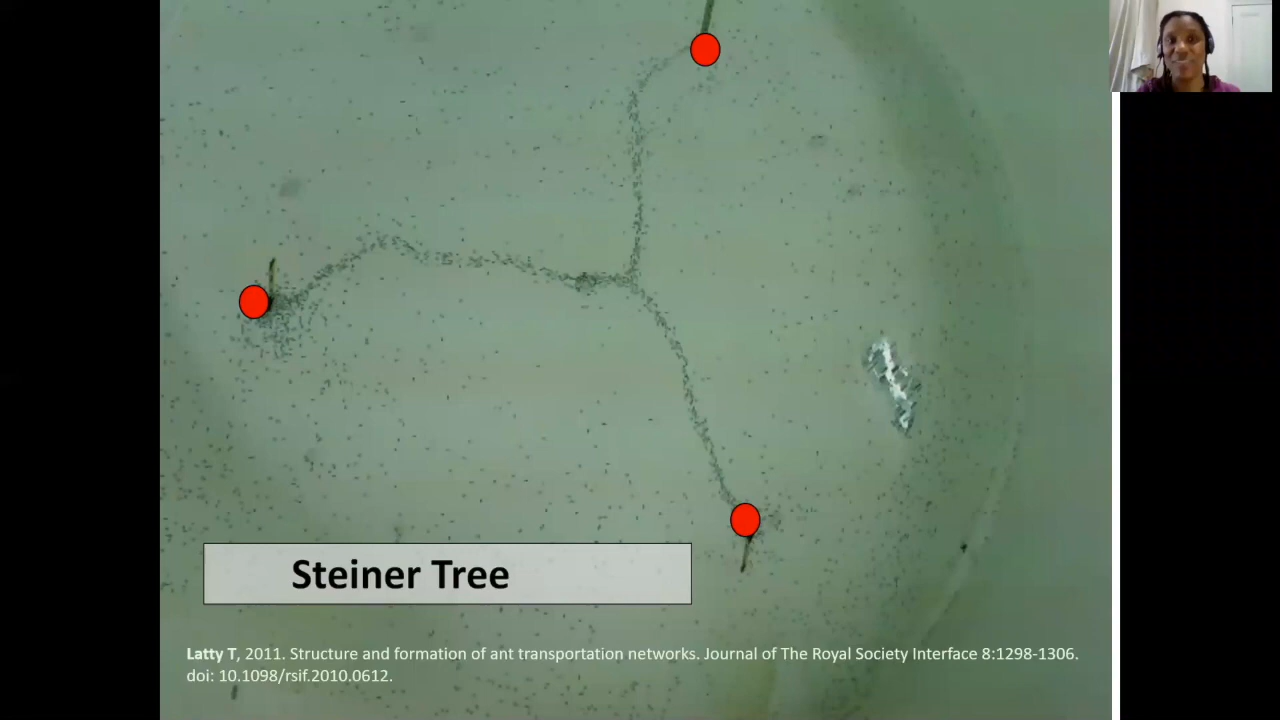 Steiner Tree
Latty T, 2011. Structure and formation of ant transportation networks. Journal of The Royal Society Interface 8:1298-1306.
doi: 10.1098/rsif.2010.0612.